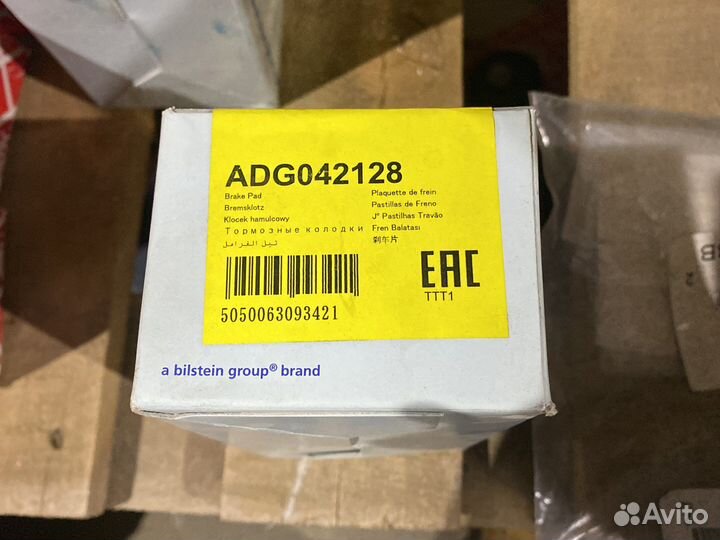 ADG042128
Brake Pad
Bremsklotz
Klocek hamulcowy
Тормозные колодки
تيل الفرامل
Plaquette de frein
Pastillas de Freno
Jº Pastilhas Travão
Fren Balatası
刹车片
EAC
TTT1
5050063093421
a bilstein group® brand
Avito